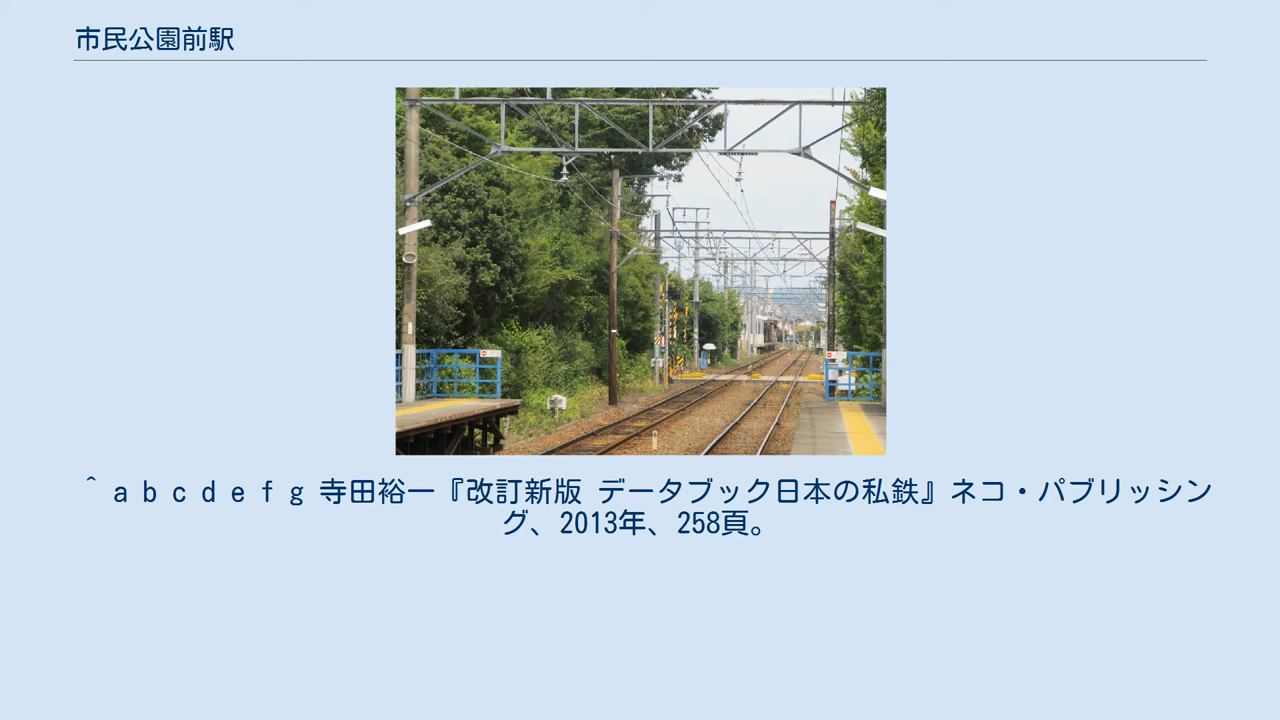 市民公園前駅
^ a b c d e f g 寺田裕一『改訂新版 データブック日本の私鉄』ネコ・パブリッシン
グ、2013年、258頁。